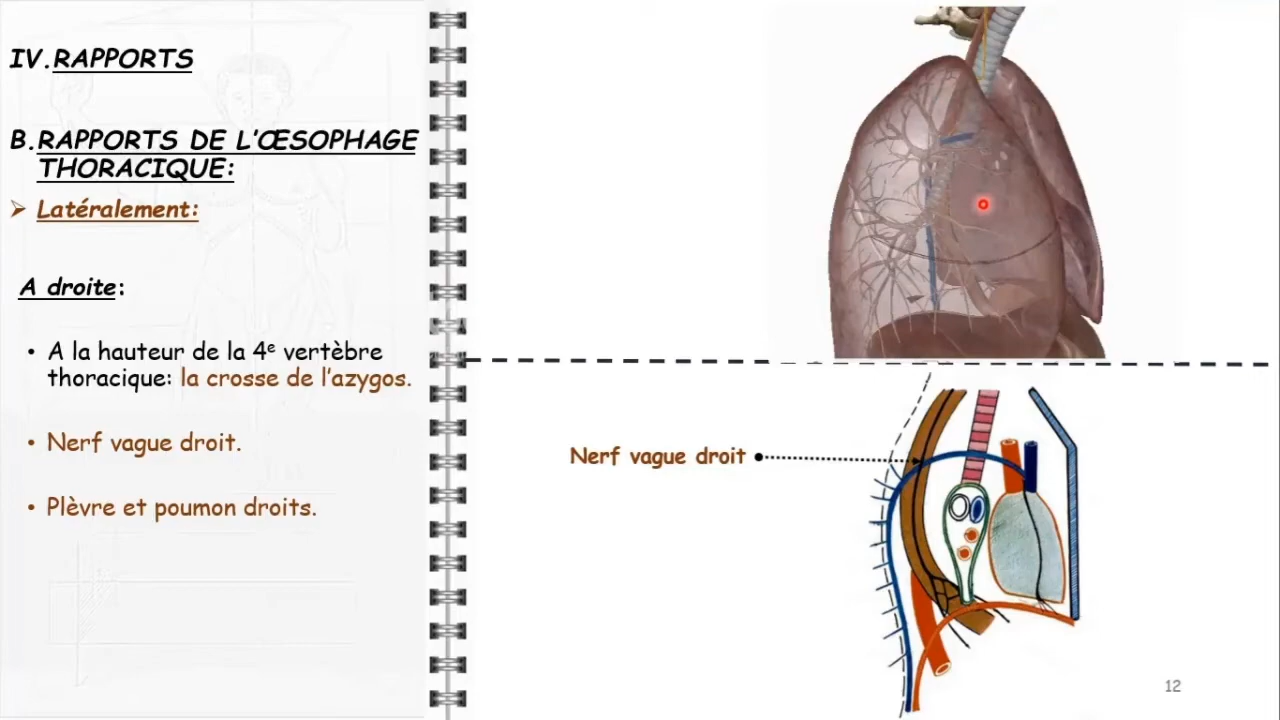 IV. RAPPORTS
B. RAPPORTS DE L'ŒSOPHAGE
THORACIQUE:
➢ Latéralement:
A droite:
• A la hauteur de la 4e vertèbre
thoracique: la crosse de l'azygos.
• Nerf vague droit.
• Plèvre et poumon droits.
Nerf vague droit
12